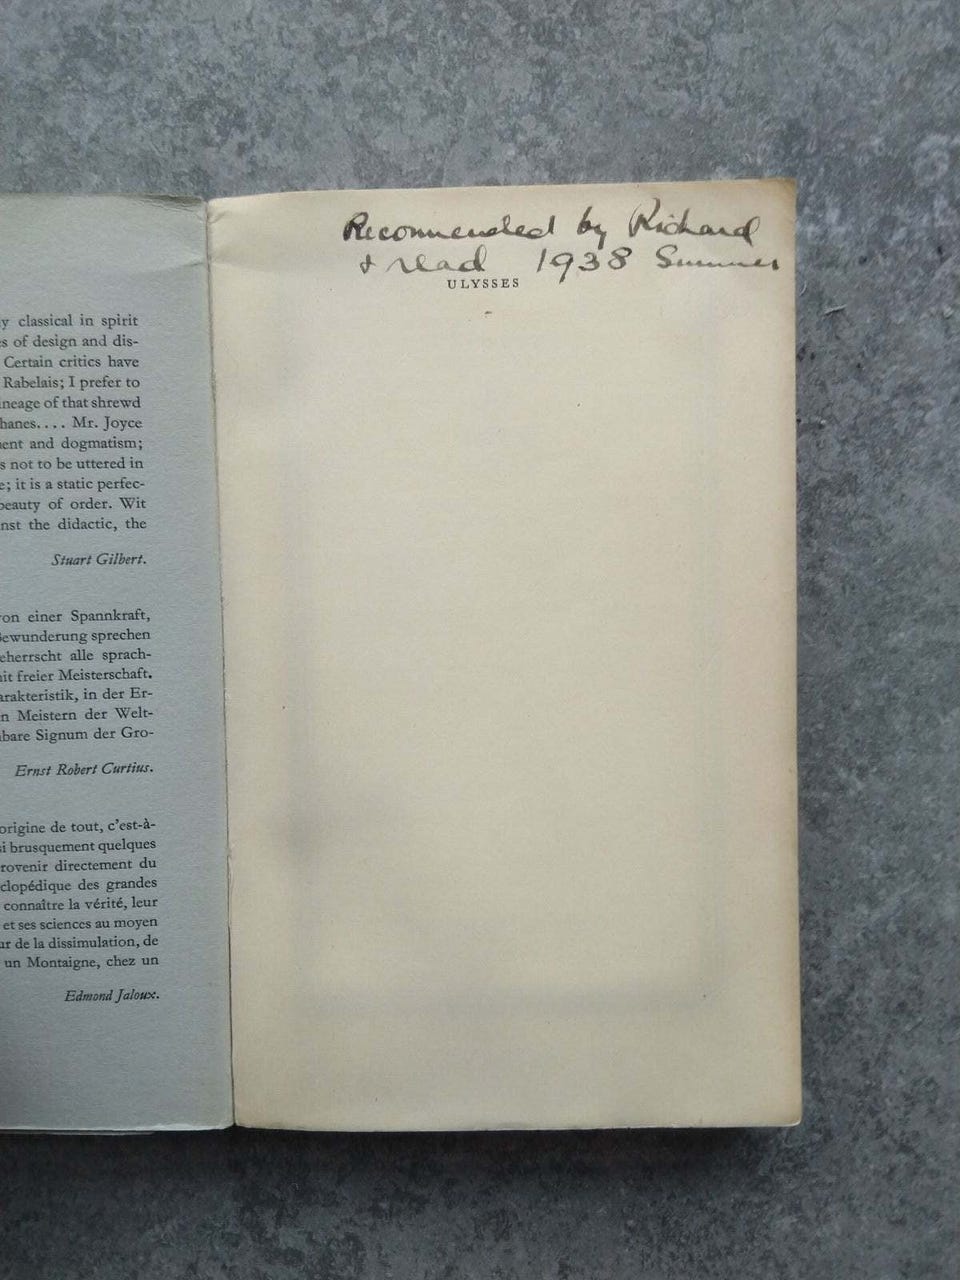 y classical in spirit
es of design and dis-
Certain critics have
Rabelais; I prefer to
ineage of that shrewd
hanes.... Mr. Joyce
ent and dogmatism;
s not to be uttered in
e; it is a static perfec-
beauty of order. Wit
nst the didactic, the
Stuart Gilbert.
von einer Spannkraft,
Bewunderung sprechen
eherrscht alle sprach-
it freier Meisterschaft.
arakteristik, in der Er-
n Meistern der Welt-
bare Signum der Gro-
Ernst Robert Curtius.
origine de tout, c'est-à-
si brusquement quelques
rovenir directement du
clopédique des grandes
connaître la vérité, leur
et ses sciences au moyen
ur de la dissimulation, de
un Montaigne, chez un
Edmond Jaloux.
Recommended by Richard
& read 1938 Summer
ULYSSES